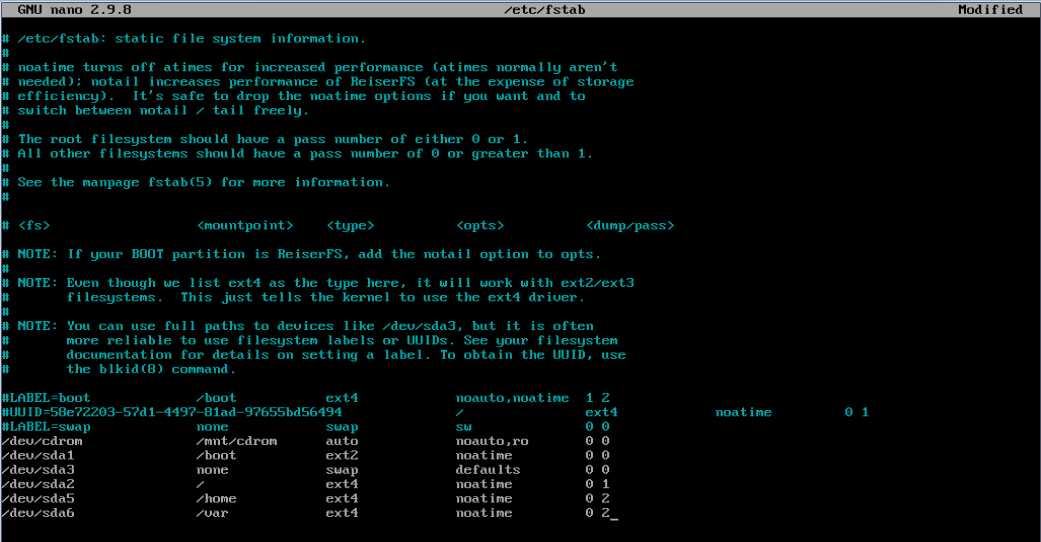 GNU nano 2.9.8 /etc/fstab Modified
# /etc/fstab: static file system information.
#
# noatime turns off atimes for increased performance (atimes normally aren't
# needed); notail increases performance of ReiserFS (at the expense of storage
# efficiency).  It's safe to drop the noatime options if you want and to
# switch between notail / tail freely.
#
# The root filesystem should have a pass number of either 0 or 1.
# All other filesystems should have a pass number of 0 or greater than 1.
#
# See the manpage fstab(5) for more information.
#
# <fs> <mountpoint> <type> <opts> <dump/pass>
# NOTE: If your BOOT partition is ReiserFS, add the notail option to opts.
#
# NOTE: Even though we list ext4 as the type here, it will work with ext2/ext3
# filesystems.  This just tells the kernel to use the ext4 driver.
#
# NOTE: You can use full paths to devices like /dev/sda3, but it is often
# more reliable to use filesystem labels or UUIDs. See your filesystem
# documentation for details on setting a label. To obtain the UUID, use
# the blkid(8) command.
#LABEL=boot /boot ext4 noauto,noatime 1 2
#UUID=58e72203-57d1-4497-81ad-97655bd56494 / ext4 noatime 0 1
#LABEL=swap none swap sw 0 0
/dev/cdrom /mnt/cdrom auto noauto,ro 0 0
/dev/sda1 /boot ext2 noatime 0 0
/dev/sda3 none swap defaults 0 0
/dev/sda2 / ext4 noatime 0 1
/dev/sda5 /home ext4 noatime 0 2
/dev/sda6 /var ext4 noatime 0 2_